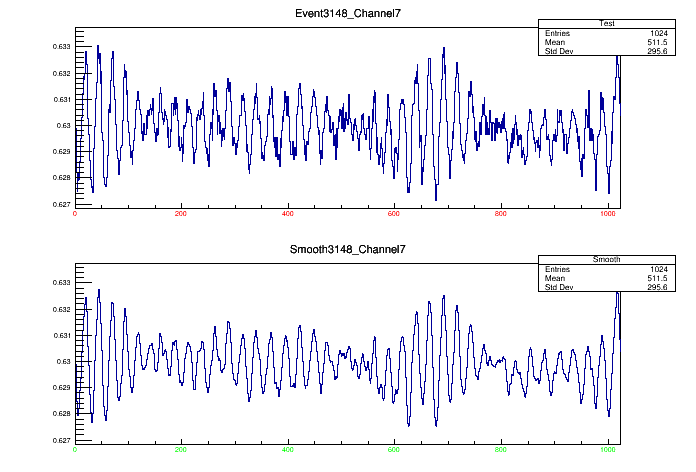 Event3148_Channel7
Test
Entries 1024
Mean 511.5
Std Dev 295.6
0.633
0.632
0.631
0.63
0.629
0.628
0.627
0 200 400 600 800 1000
Smooth3148_Channel7
Smooth
Entries 1024
Mean 511.5
Std Dev 295.6
0.633
0.632
0.631
0.63
0.629
0.628
0.627
0 200 400 600 800 1000